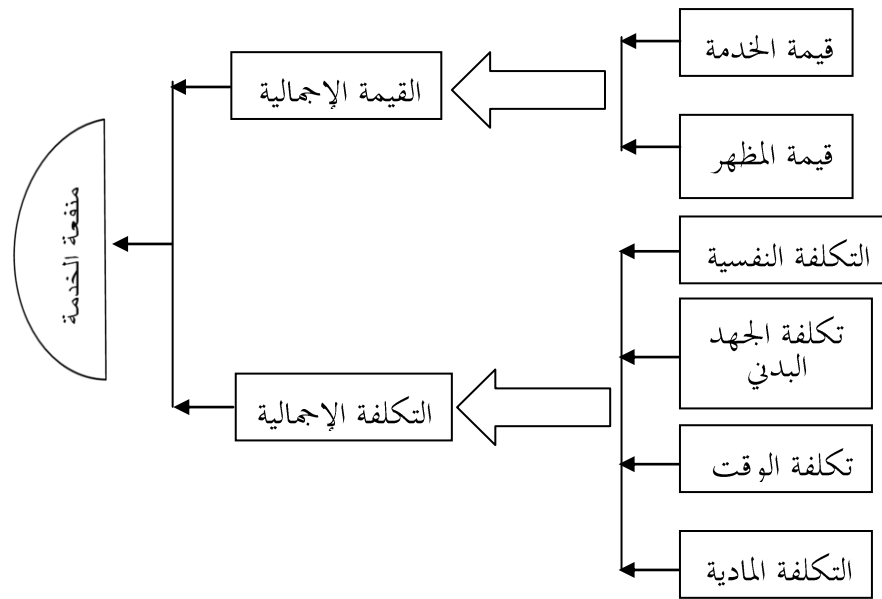 قيمة الخدمة
القيمة الإجمالية
قيمة المظهر
منفعة الخدمة
التكلفة النفسية
تكلفة الجهد
البدني
التكلفة الإجمالية
تكلفة الوقت
التكلفة المادية